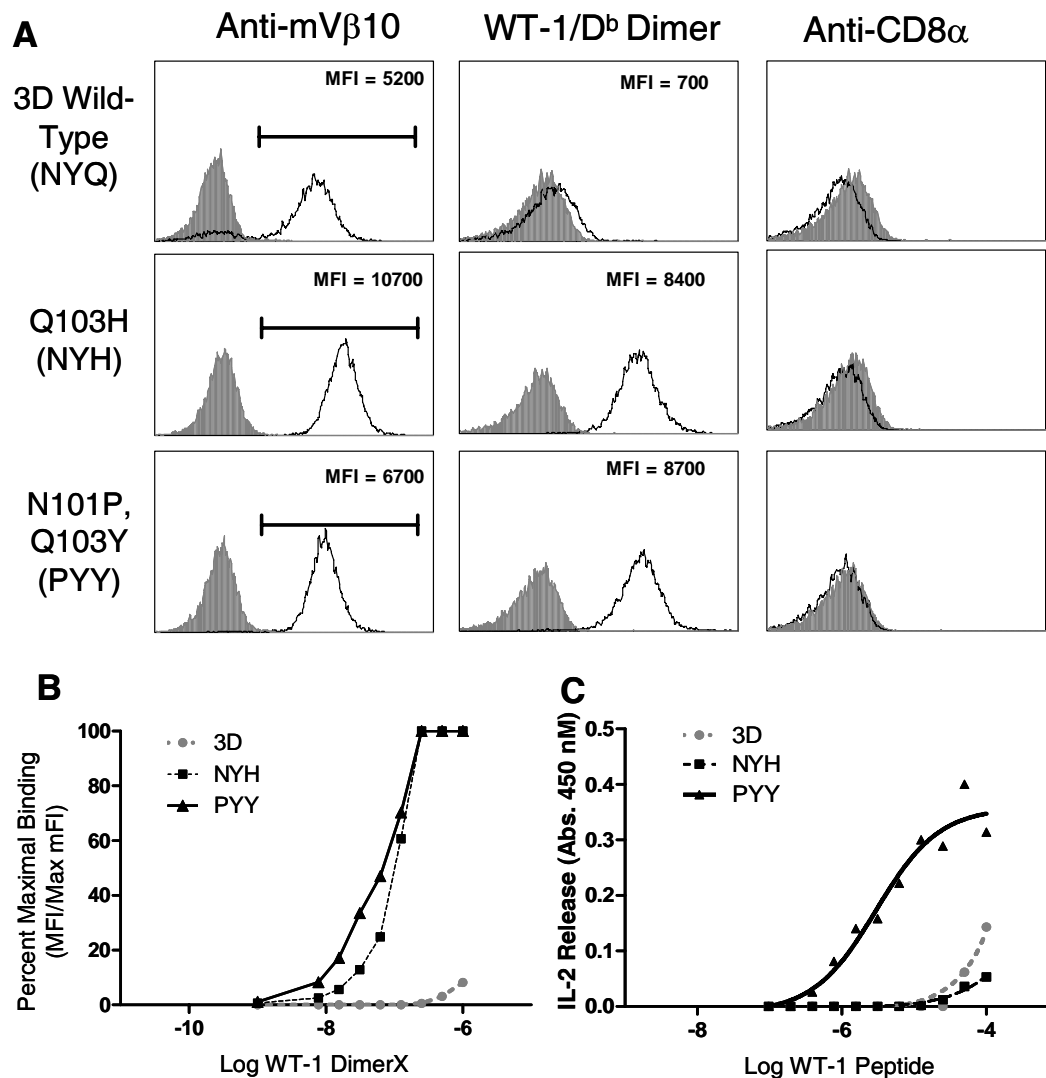 A
Anti-mVβ10
WT-1/Dᵇ Dimer
Anti-CD8α
3D Wild-
Type
(NYQ)
MFI = 5200
MFI = 700
Q103H
(NYH)
MFI = 10700
MFI = 8400
N101P,
Q103Y
(PYY)
MFI = 6700
MFI = 8700
B
Percent Maximal Binding
(MFI/Max mFI)
100
80
60
40
20
0
3D
NYH
PYY
-10
-8
-6
Log WT-1 DimerX
C
IL-2 Release (Abs. 450 nM)
0.5
0.4
0.3
0.2
0.1
0.0
3D
NYH
PYY
-8
-6
-4
Log WT-1 Peptide